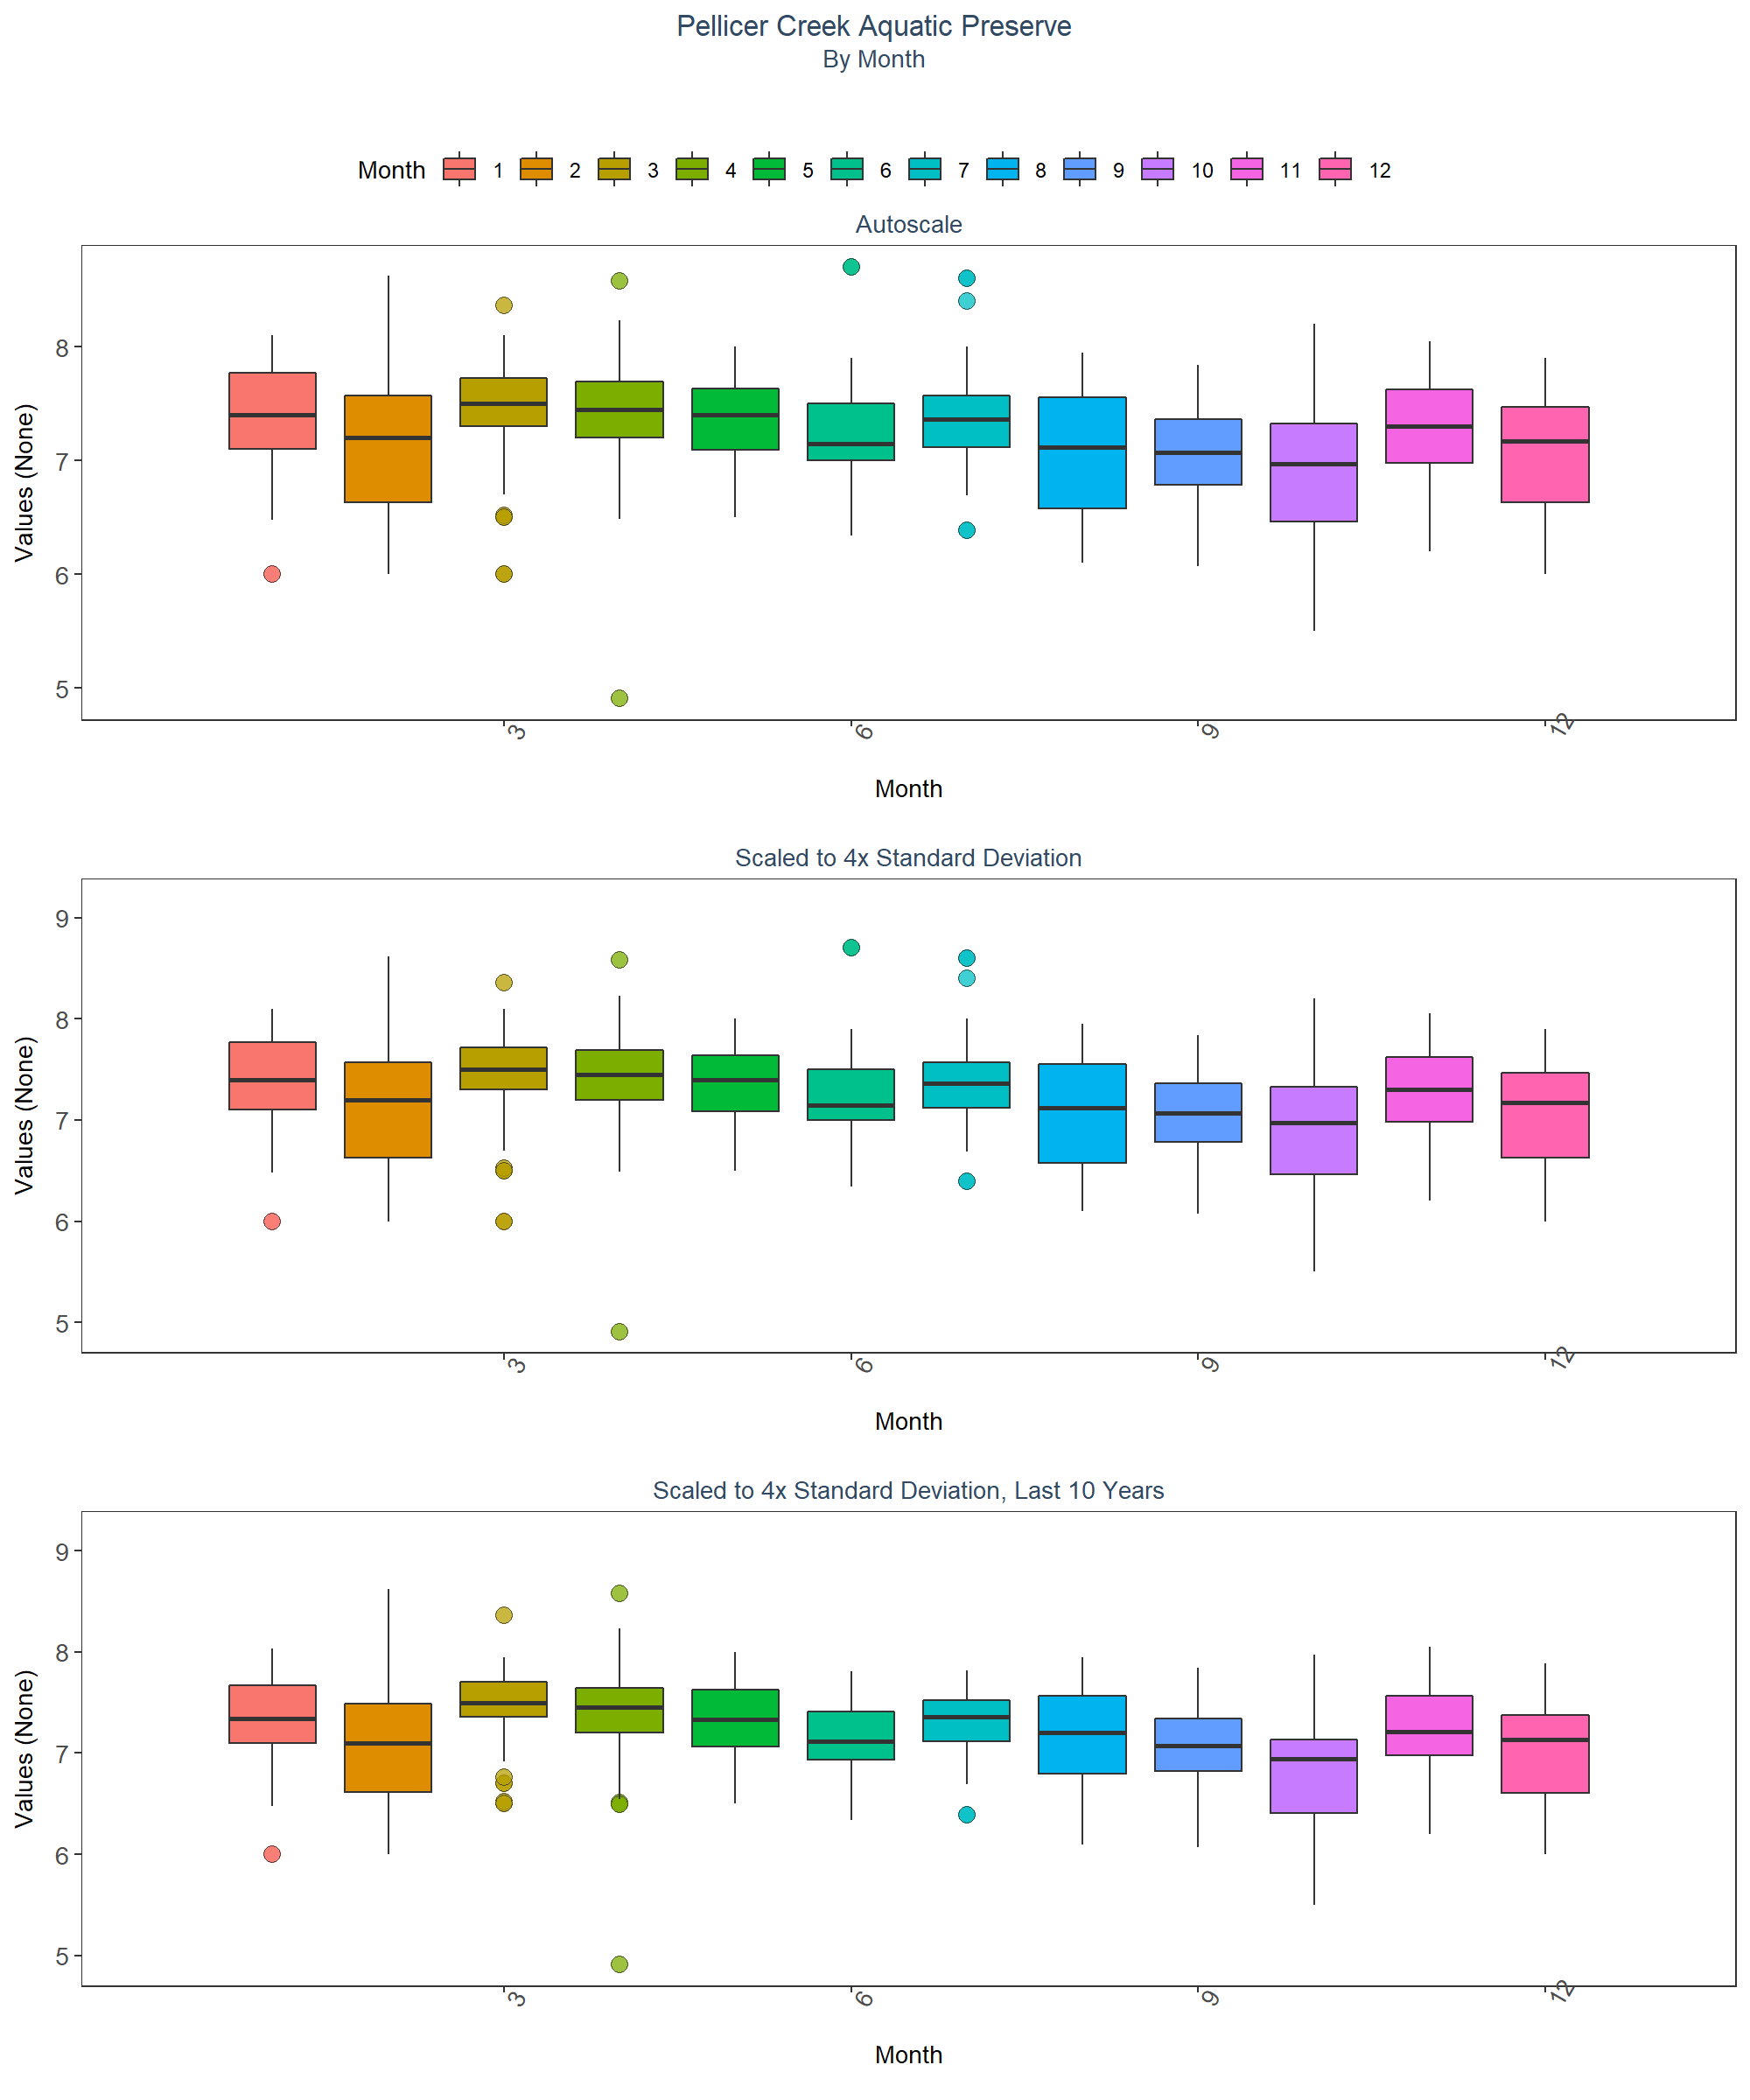 Pellicer Creek Aquatic Preserve
By Month
Month 1 2 3 4 5 6 7 8 9 10 11 12
Autoscale
Values (None)
8
7
6
5
3 6 9 12
Month
Scaled to 4x Standard Deviation
Values (None)
9
8
7
6
5
3 6 9 12
Month
Scaled to 4x Standard Deviation, Last 10 Years
Values (None)
9
8
7
6
5
3 6 9 12
Month